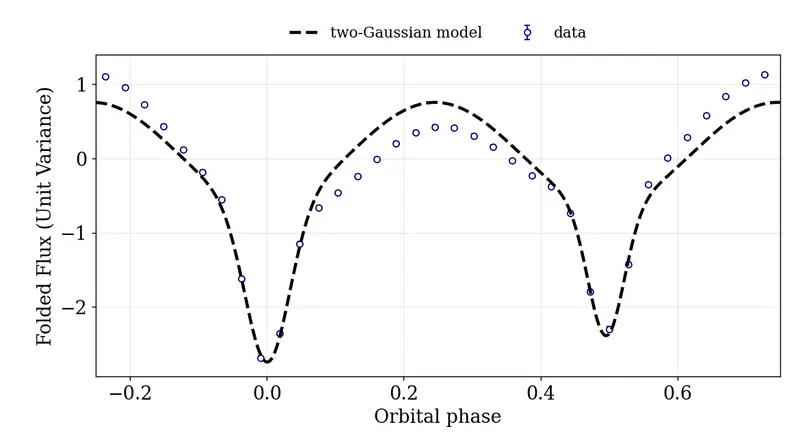 two-Gaussian model
data
Folded Flux (Unit Variance)
1
0
−1
−2
−0.2
0.0
0.2
0.4
0.6
Orbital phase